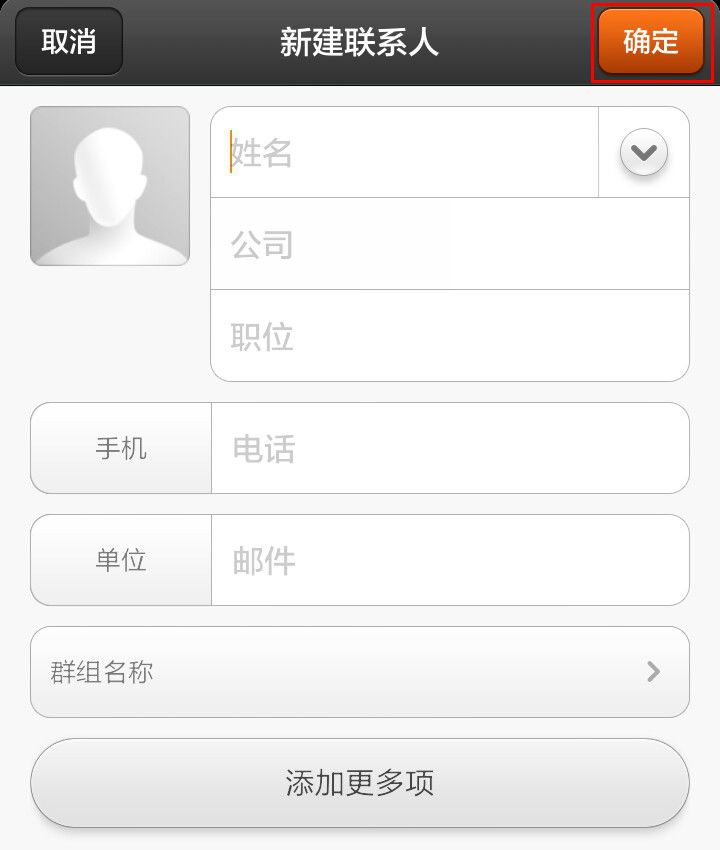 取消 新建联系人 确定
姓名
公司
职位
手机 电话
单位 邮件
群组名称
添加更多项